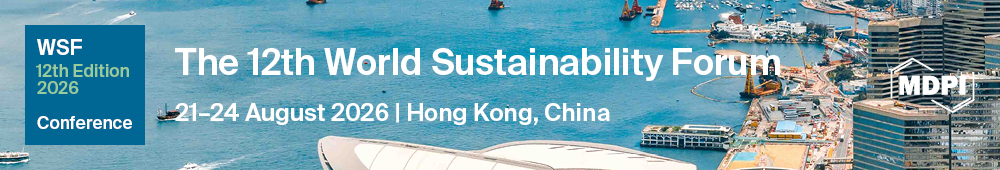 WSF
12th Edition
2026
Conference
The 12th World Sustainability Forum
21–24 August 2026 | Hong Kong, China
MDPI